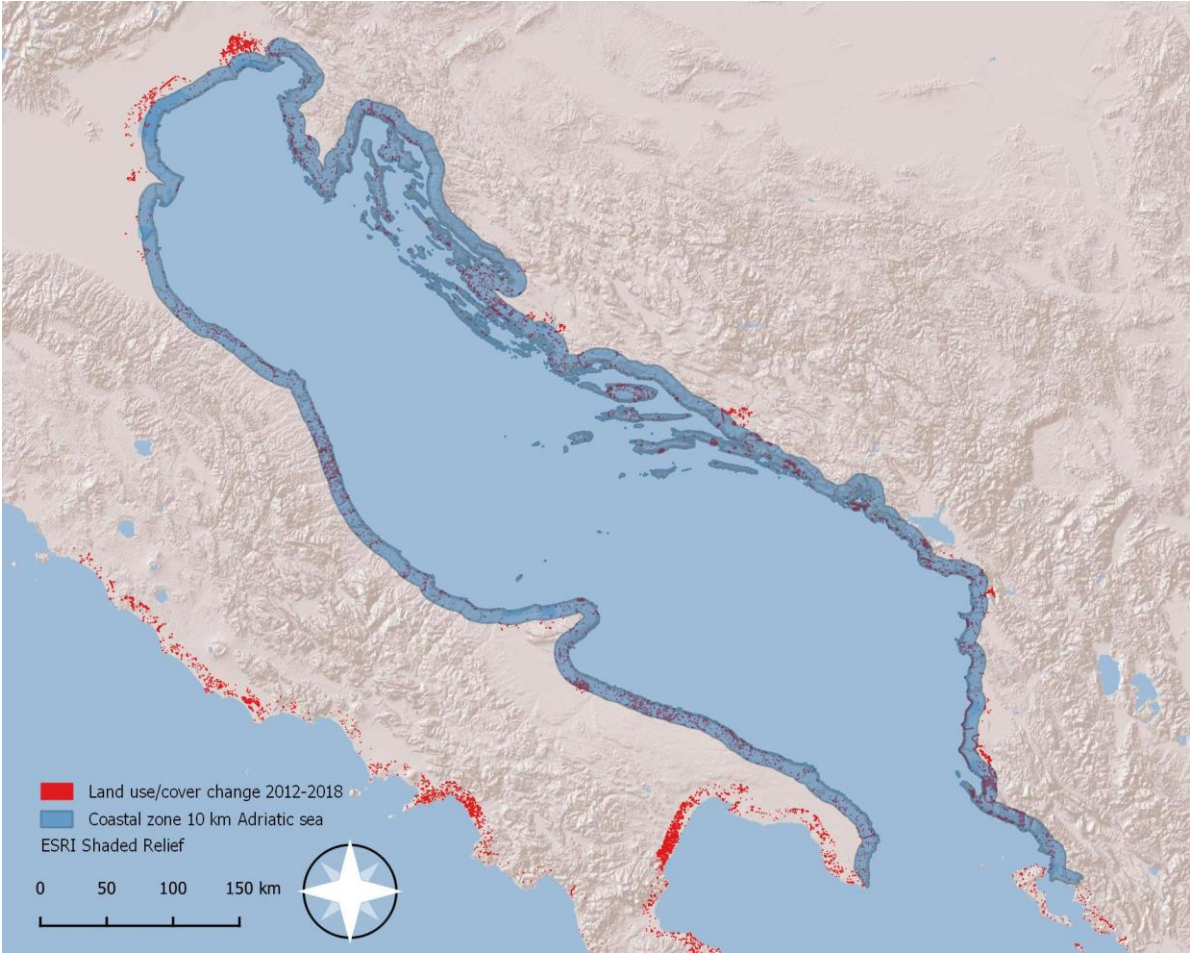 Land use/cover change 2012-2018
Coastal zone 10 km Adriatic sea
ESRI Shaded Relief
0 50 100 150 km